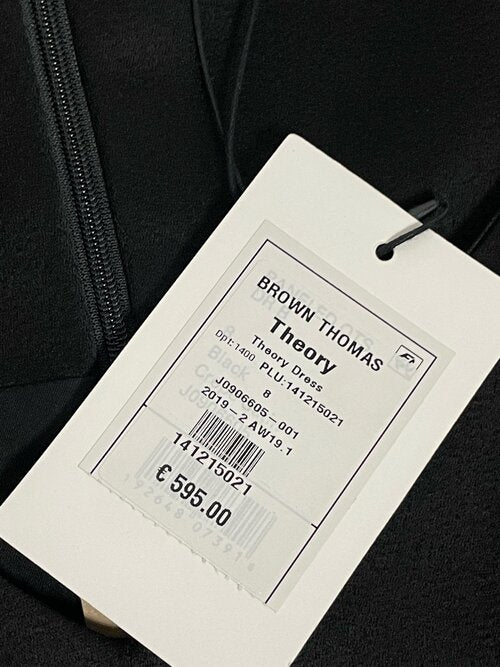 BROWN THOMAS
Theory
Theory Dress
Dpt:1400 PLU:141215021
8
J0906605-001
2019-2 AW19.1
141215021
€ 595.00